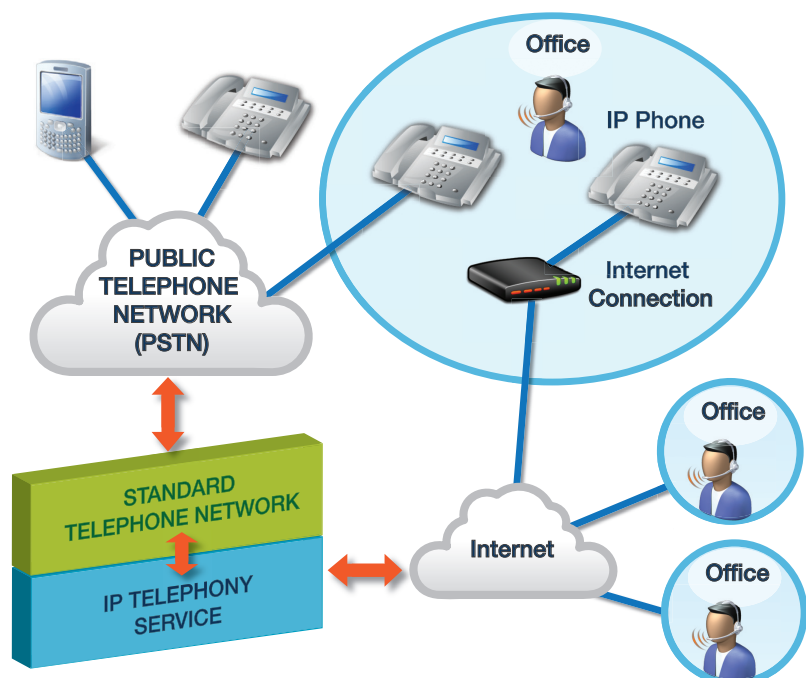 Office
IP Phone
PUBLIC
TELEPHONE
NETWORK
(PSTN)
Internet
Connection
Office
STANDARD
TELEPHONE NETWORK
Internet
IP TELEPHONY
SERVICE
Office